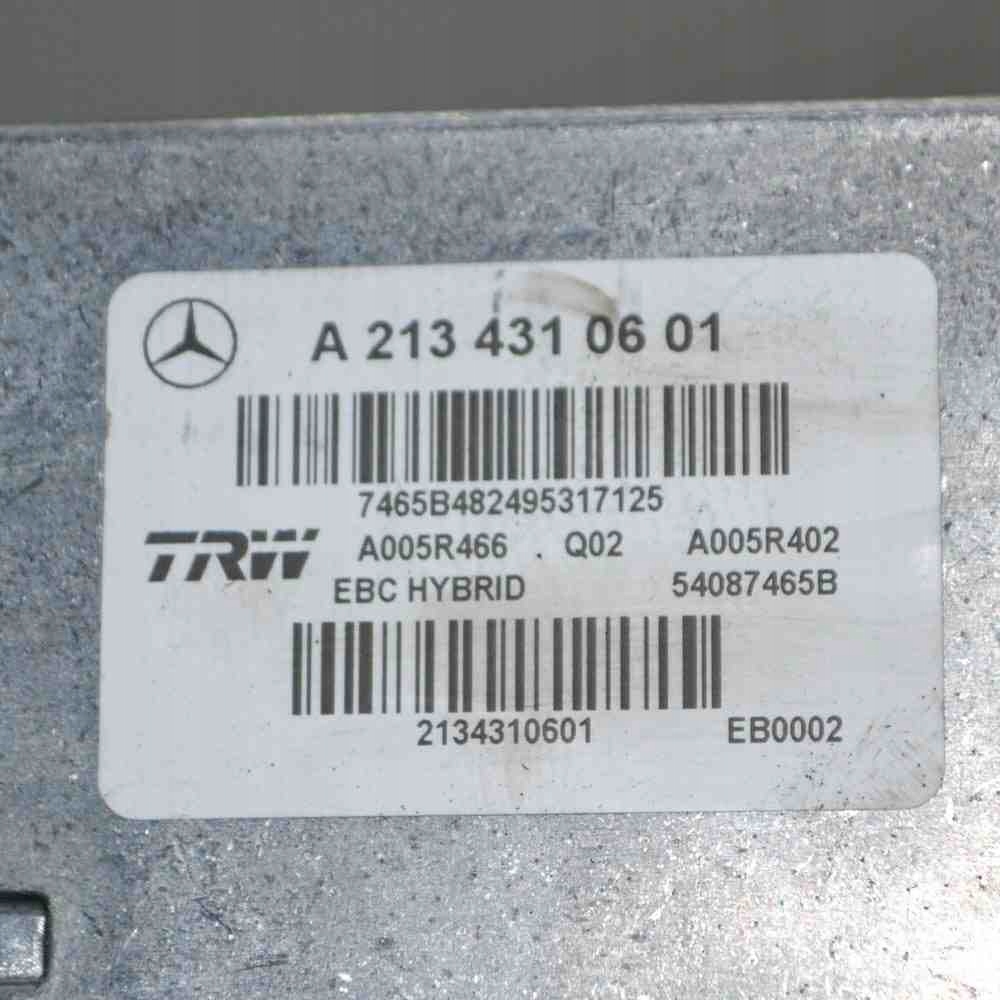 A 213 431 06 01
7465B482495317125
TRW A005R466 . Q02 A005R402
EBC HYBRID 54087465B
2134310601 EB0002